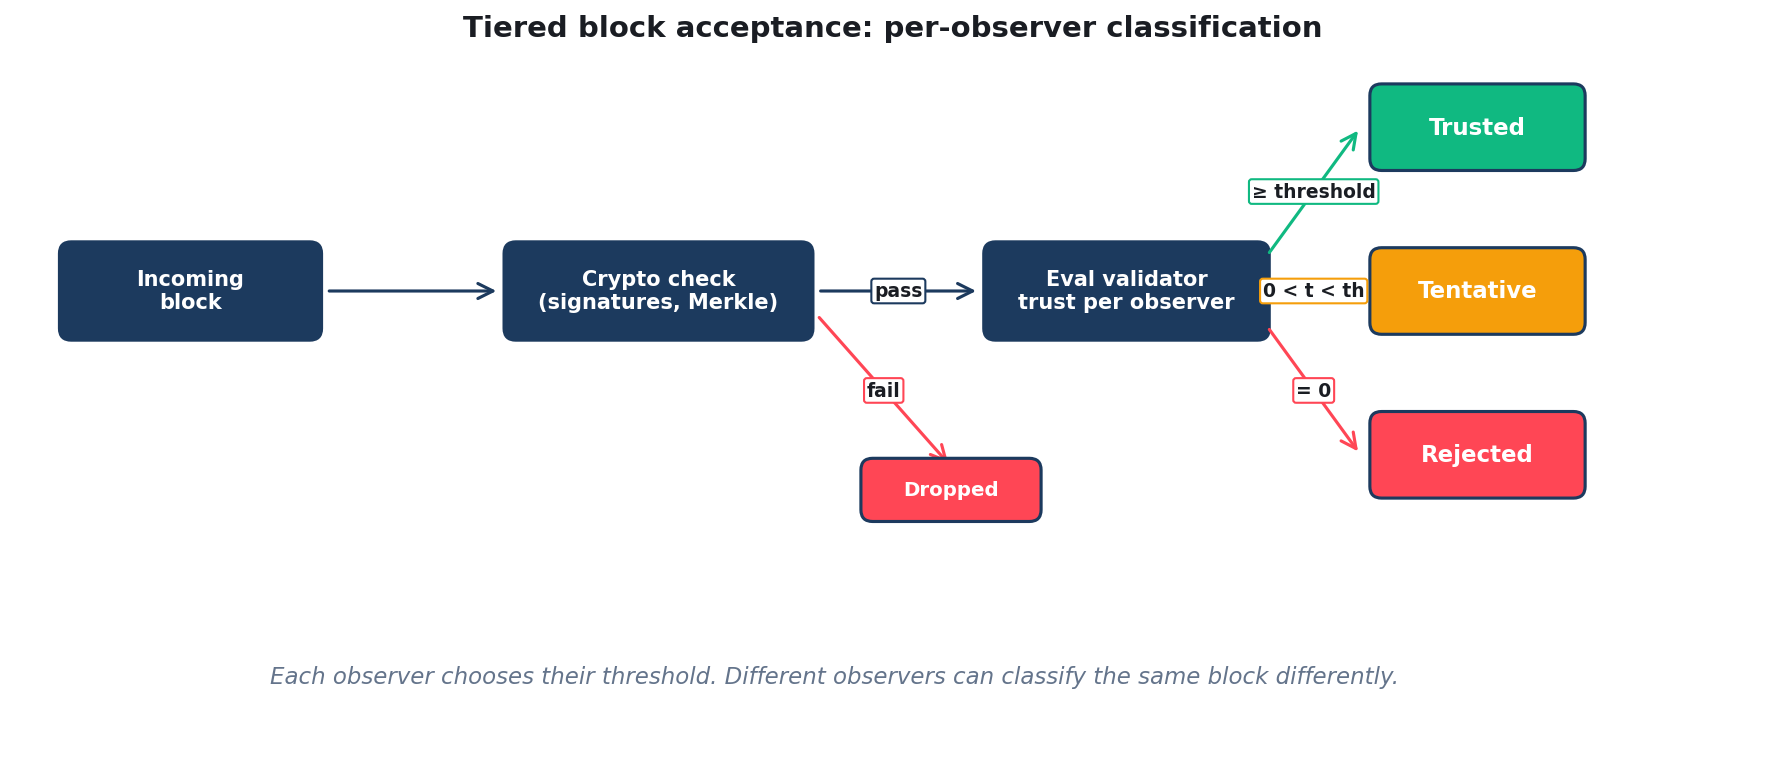 Tiered block acceptance: per-observer classification
Trusted
≥ threshold
Incoming
block
Crypto check
(signatures, Merkle)
pass
Eval validator
trust per observer
0 < t < th
Tentative
fail
= 0
Rejected
Dropped
Each observer chooses their threshold. Different observers can classify the same block differently.